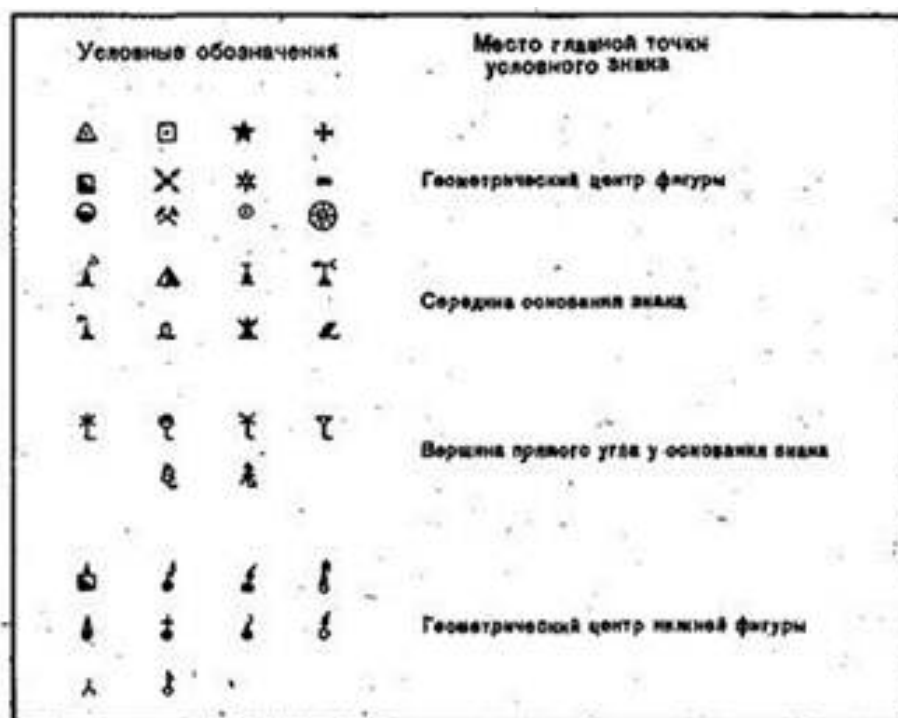 Условные обозначения
Место главной точки
условного знака
Геометрический центр фигуры
Середина основания знака
Вершина прямого угла у основания знака
Геометрический центр нижней фигуры